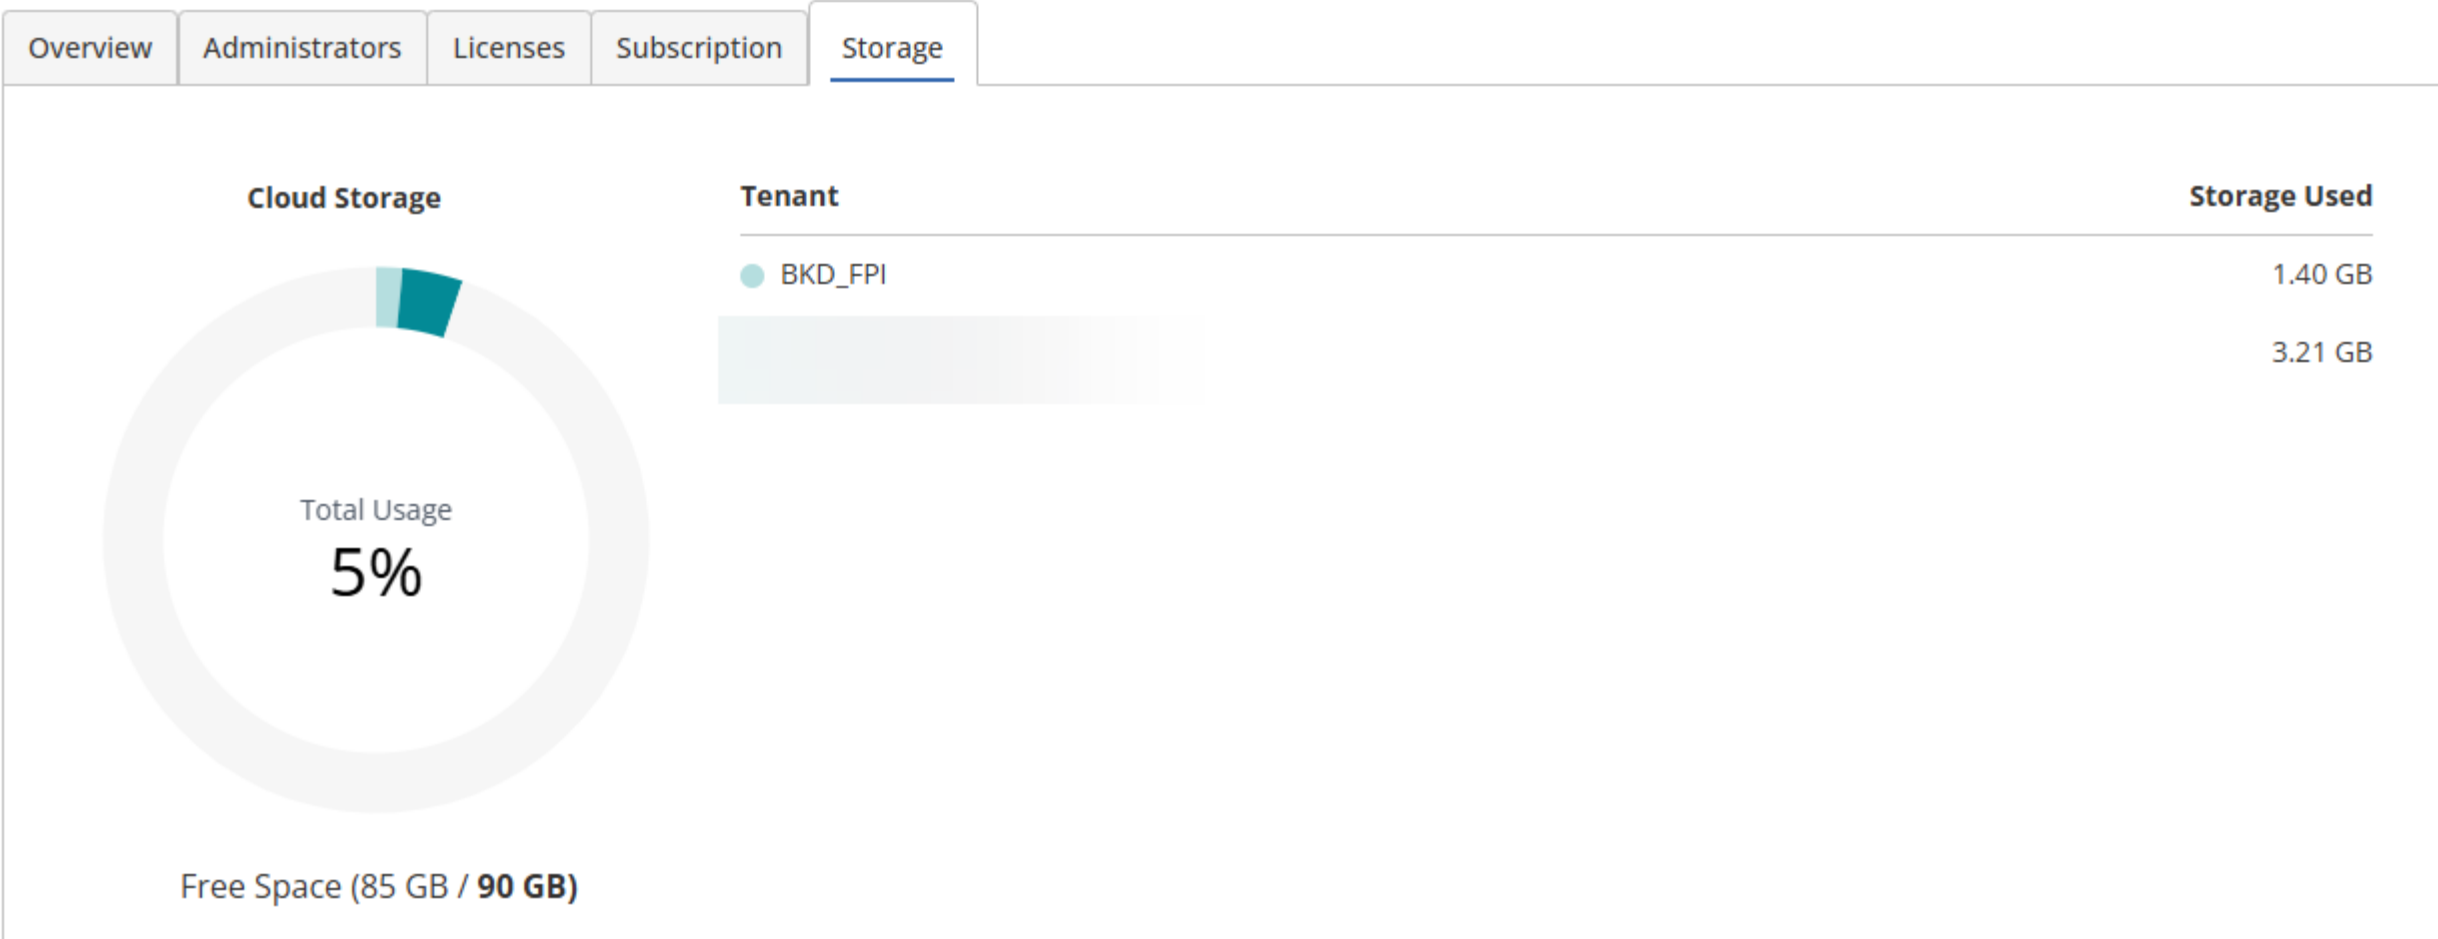 Overview Administrators Licenses Subscription Storage
Cloud Storage
Total Usage
5%
Free Space (85 GB / 90 GB)
Tenant Storage Used
BKD_FPI 1.40 GB
3.21 GB